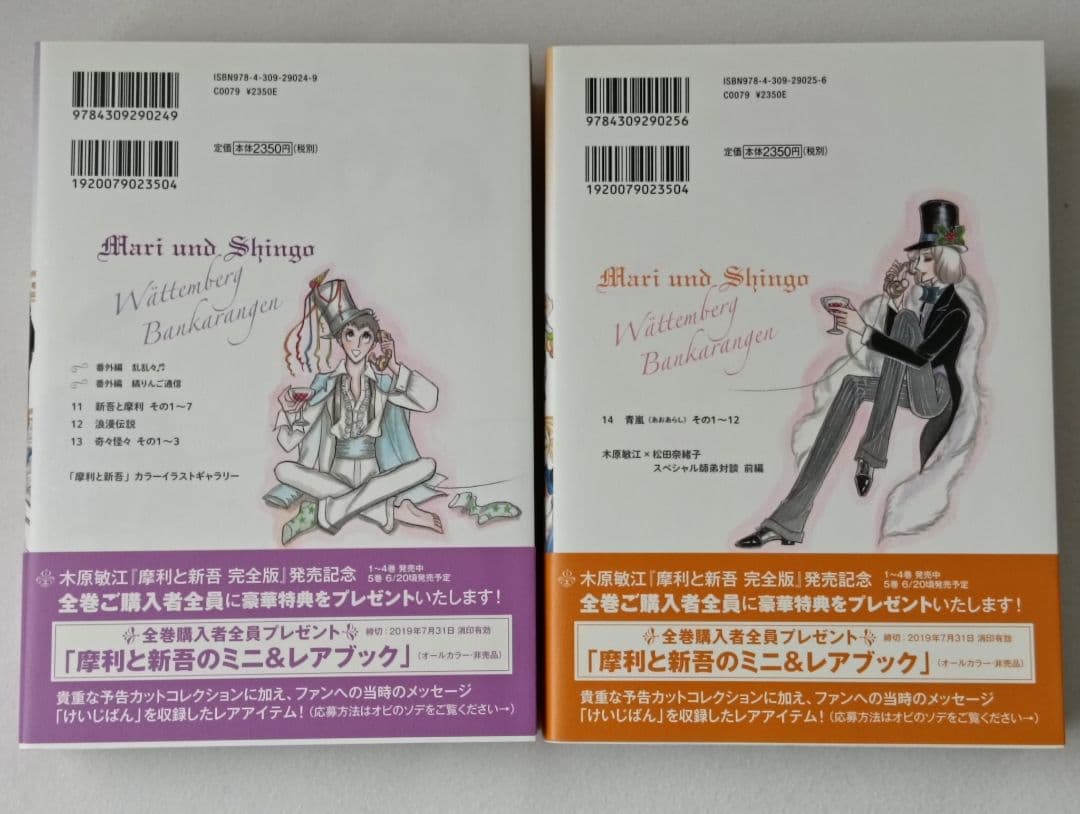 ISBN978-4-309-29024-9
C0079 ¥2350E
9784309290249
定価 本体2350円(税別)
1920079023504
Mari und Shingo
Wättemberg
Bankarangen
番外編 乱乱々♬
番外編 縞りんご通信
11 新吾と摩利 その1〜7
12 浪漫伝説
13 奇々怪々 その1〜3
「摩利と新吾」カラーイラストギャラリー
木原敏江『摩利と新吾 完全版』発売記念 1〜4巻 発売中
5巻 6/20頃発売予定
全巻ご購入者全員に豪華特典をプレゼントいたします!
全巻購入者全員プレゼント 締切:2019年7月31日 消印有効
「摩利と新吾のミニ&レアブック」(オールカラー・非売品)
貴重な予告カットコレクションに加え、ファンへの当時のメッセージ
「けいじばん」を収録したレアアイテム!(応募方法はオビのソデをご覧ください→)
ISBN978-4-309-29025-6
C0079 ¥2350E
9784309290256
定価 本体2350円(税別)
1920079023504
Mari und Shingo
Wättemberg
Bankarangen
14 青嵐(あおあらし) その1〜12
木原敏江×松田奈緒子
スペシャル師弟対談 前編
木原敏江『摩利と新吾 完全版』発売記念 1〜4巻 発売中
5巻 6/20頃発売予定
全巻ご購入者全員に豪華特典をプレゼントいたします!
全巻購入者全員プレゼント 締切:2019年7月31日 消印有効
「摩利と新吾のミニ&レアブック」(オールカラー・非売品)
貴重な予告カットコレクションに加え、ファンへの当時のメッセージ
「けいじばん」を収録したレアアイテム!(応募方法はオビのソデをご覧ください→)